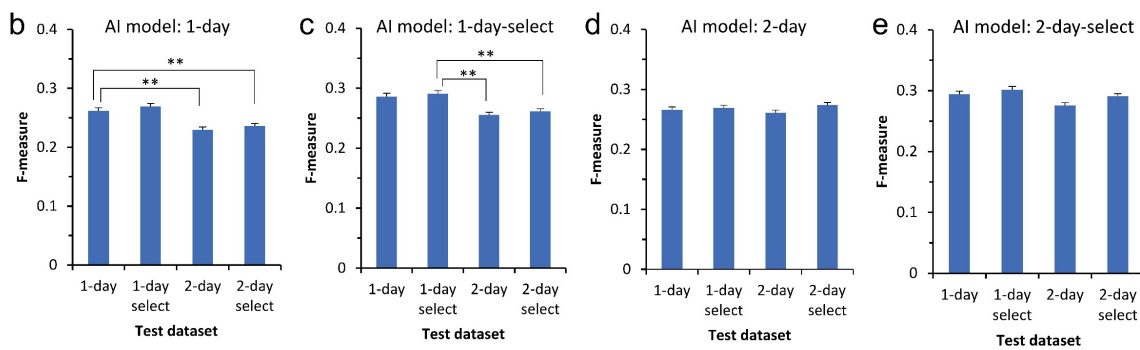 b
AI model: 1-day
0.4
0.3
0.2
0.1
0
F-measure
**
**
1-day
1-day
select
2-day
2-day
select
Test dataset
c
AI model: 1-day-select
0.4
0.3
0.2
0.1
0
F-measure
**
**
1-day
1-day
select
2-day
2-day
select
Test dataset
d
AI model: 2-day
0.4
0.3
0.2
0.1
0
F-measure
1-day
1-day
select
2-day
2-day
select
Test dataset
e
AI model: 2-day-select
0.4
0.3
0.2
0.1
0
F-measure
1-day
1-day
select
2-day
2-day
select
Test dataset